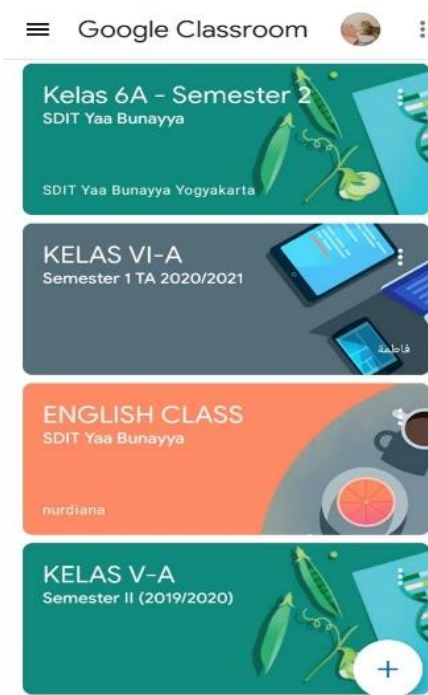 Google Classroom
Kelas 6A - Semester 2
SDIT Yaa Bunayya
SDIT Yaa Bunayya Yogyakarta
KELAS VI-A
Semester 1 TA 2020/2021
فاطمة
ENGLISH CLASS
SDIT Yaa Bunayya
nurdiana
KELAS V-A
Semester II (2019/2020)